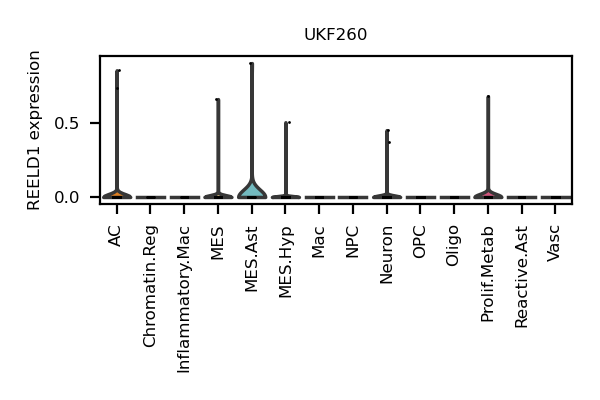 UKF260
REELD1 expression
0.5
0.0
AC
Chromatin.Reg
Inflammatory.Mac
MES
MES.Ast
MES.Hyp
Mac
NPC
Neuron
OPC
Oligo
Prolif.Metab
Reactive.Ast
Vasc